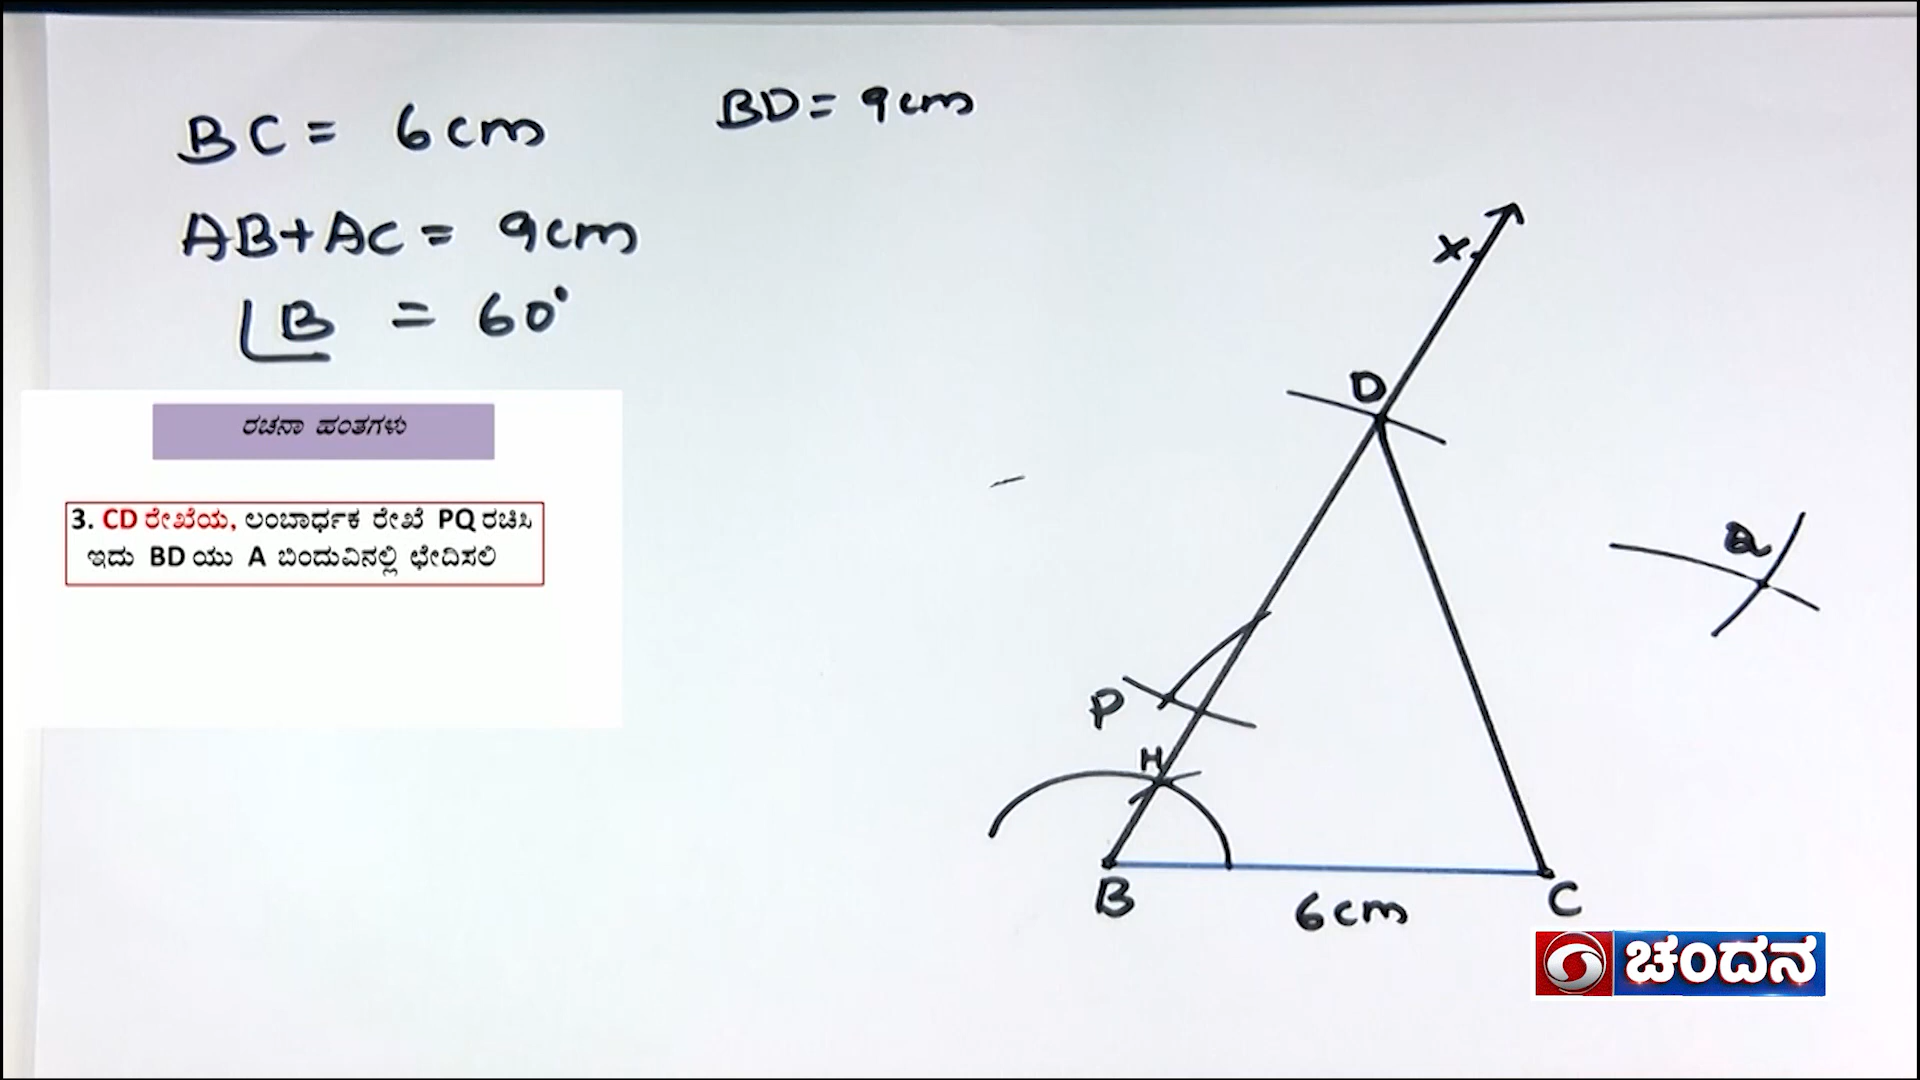 BC = 6cm
BD = 9cm
AB+AC = 9cm
∠B = 60°
ರಚನಾ ಹಂತಗಳು
3. CD ರೇಖೆಯ, ಲಂಬಾರ್ಧಕ ರೇಖೆ PQ ರಚಿಸಿ
ಇದು BD ಯು A ಬಿಂದುವಿನಲ್ಲಿ ಛೇದಿಸಲಿ
X
D
Q
P
H
B
6cm
C
ಚಂದನ